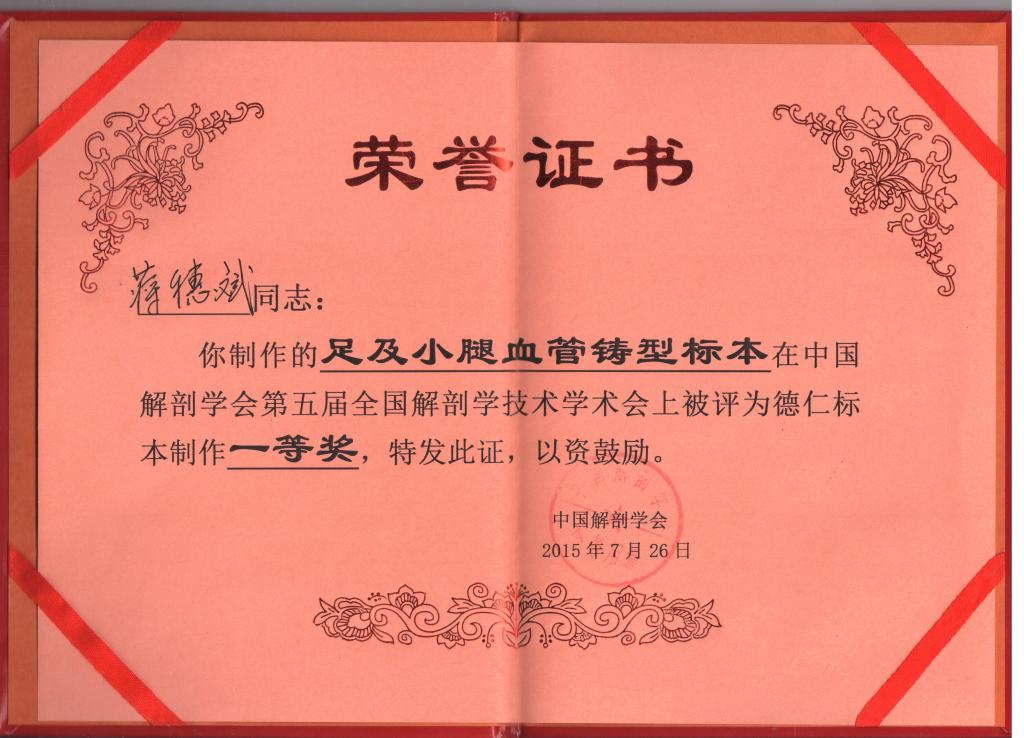 荣誉证书
蒋穗斌同志：
你制作的足及小腿血管铸型标本在中国
解剖学会第五届全国解剖学技术学术会上被评为德仁标
本制作一等奖，特发此证，以资鼓励。
中国解剖学会
2015年7月26日